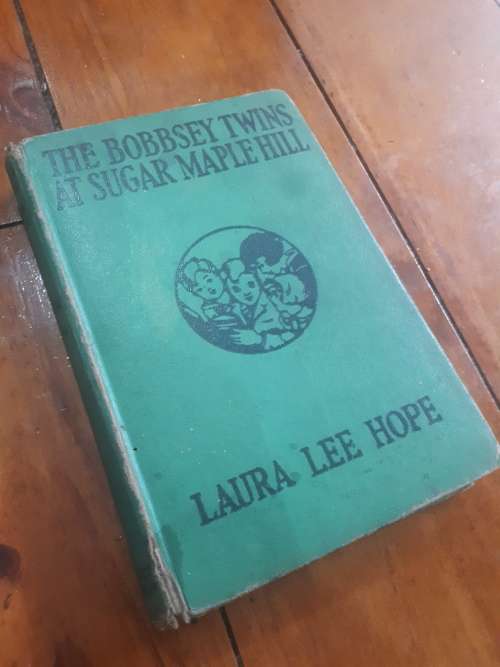 THE BOBBSEY TWINS
AT SUGAR MAPLE HILL
LAURA LEE HOPE